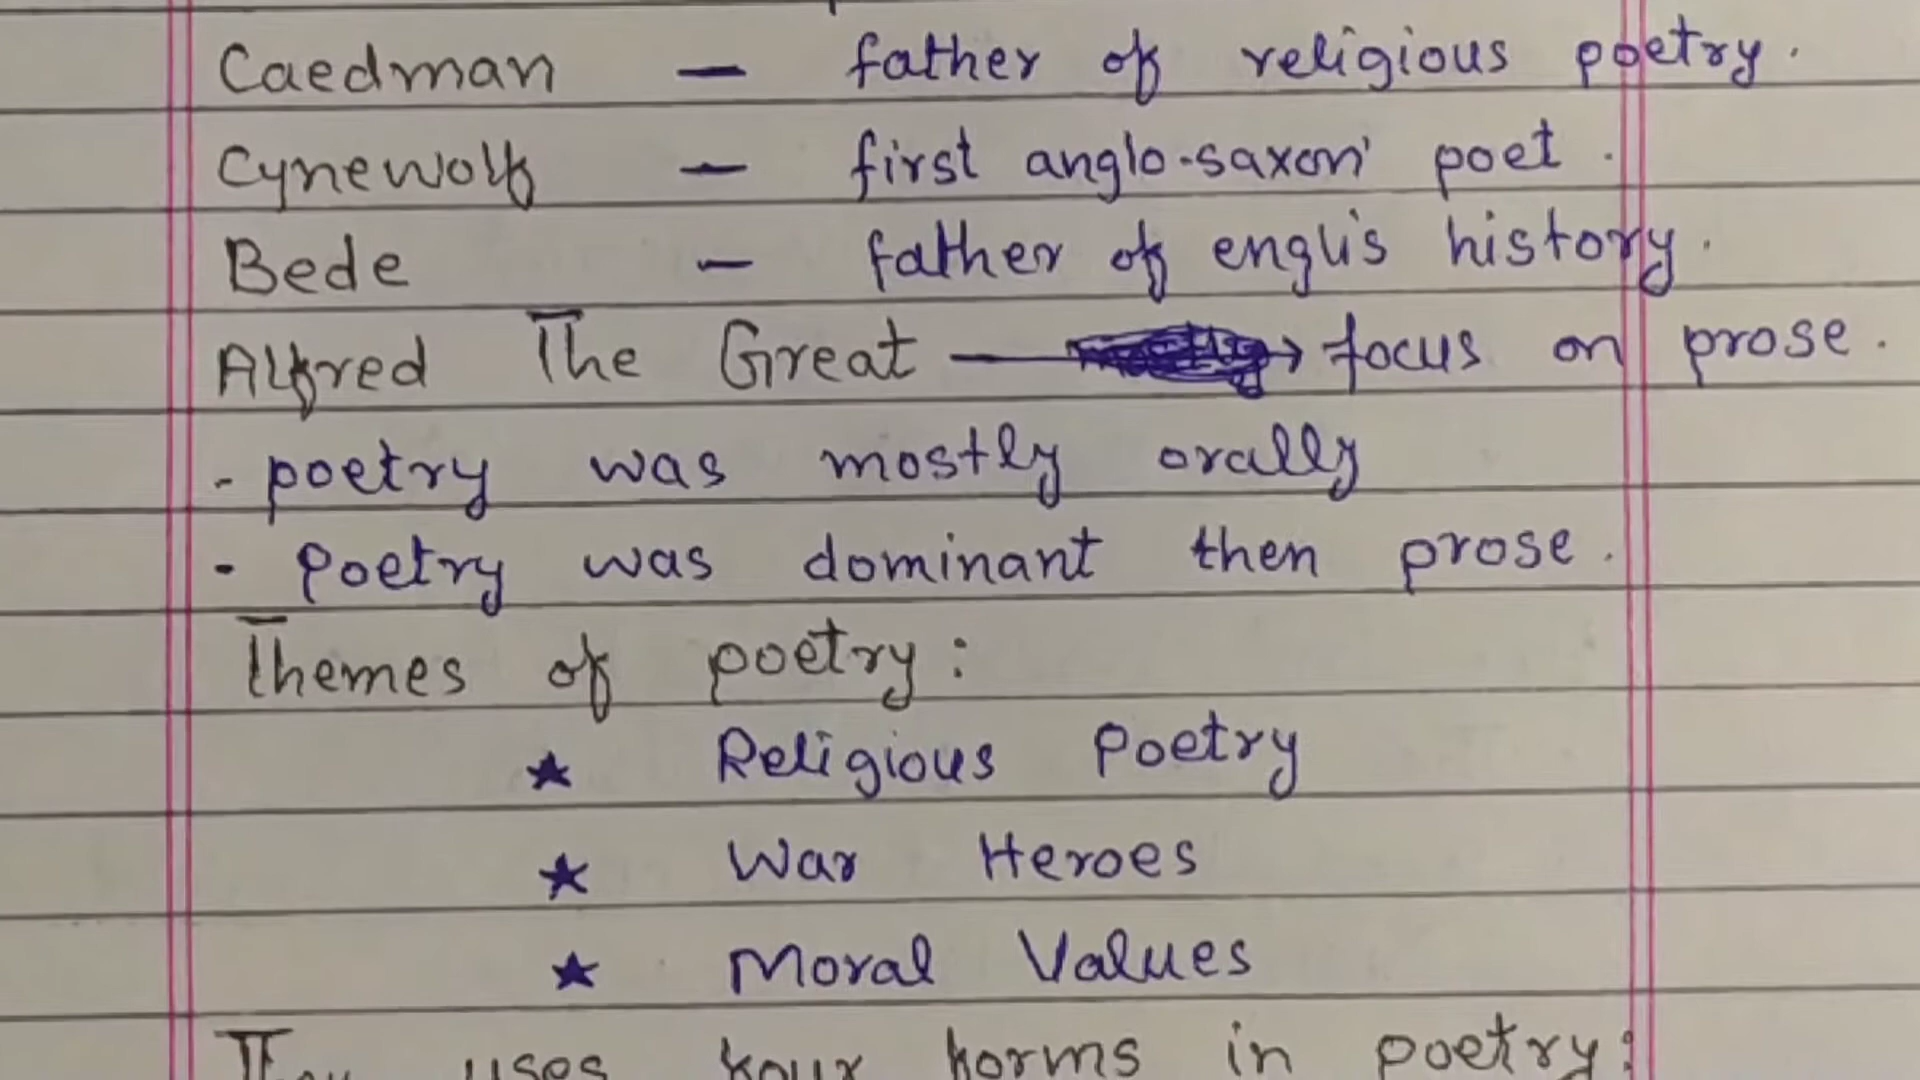 Caedman — father of religious poetry.
Cynewolf — first anglo-saxon poet.
Bede — father of englis history.
Alfred The Great → focus on prose.
- poetry was mostly orally
- Poetry was dominant then prose.
Themes of poetry:
★ Religious Poetry
★ War Heroes
★ Moral Values
They uses four forms in poetry: